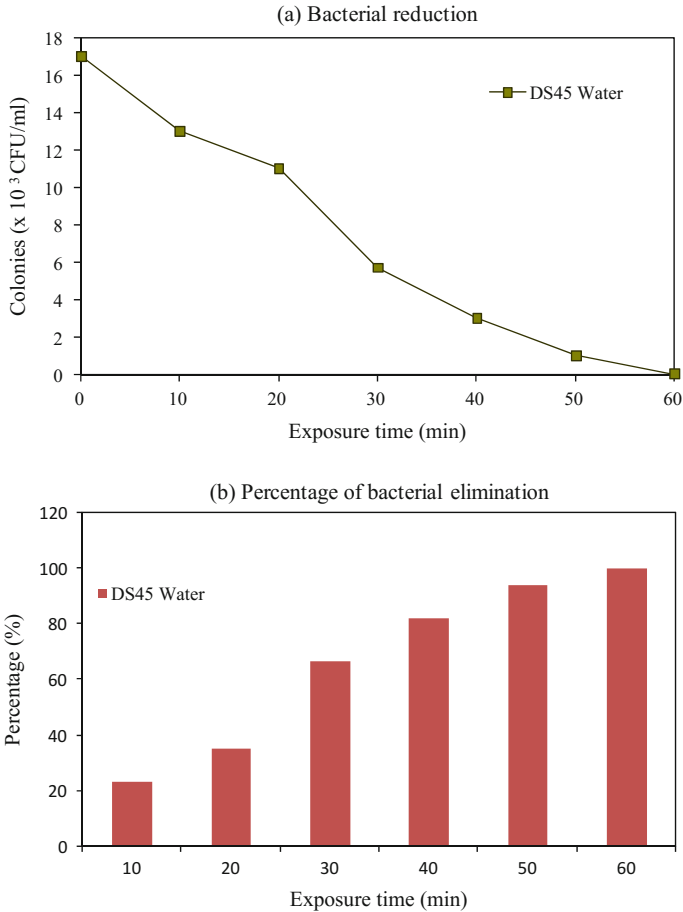 (a) Bacterial reduction
18
16
14
12
10
8
6
4
2
0
Colonies (x 10 ³ CFU/ml)
DS45 Water
0 10 20 30 40 50 60
Exposure time (min)
(b) Percentage of bacterial elimination
120
100
80
60
40
20
0
Percentage (%)
DS45 Water
10 20 30 40 50 60
Exposure time (min)